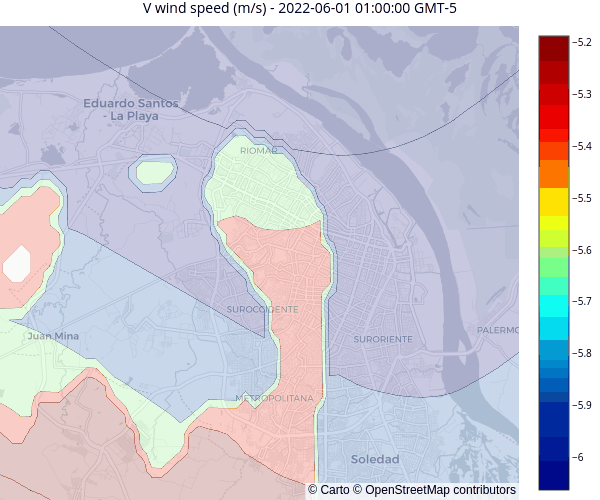 V wind speed (m/s) - 2022-06-01 01:00:00 GMT-5
−5.2
Eduardo Santos
- La Playa
−5.3
RIOMAR
−5.4
−5.5
−5.6
−5.7
SUROCCIDENTE
Juan Mina
SURORIENTE
PALERMO
−5.8
METROPOLITANA
−5.9
Soledad
−6
© Carto © OpenStreetMap contributors